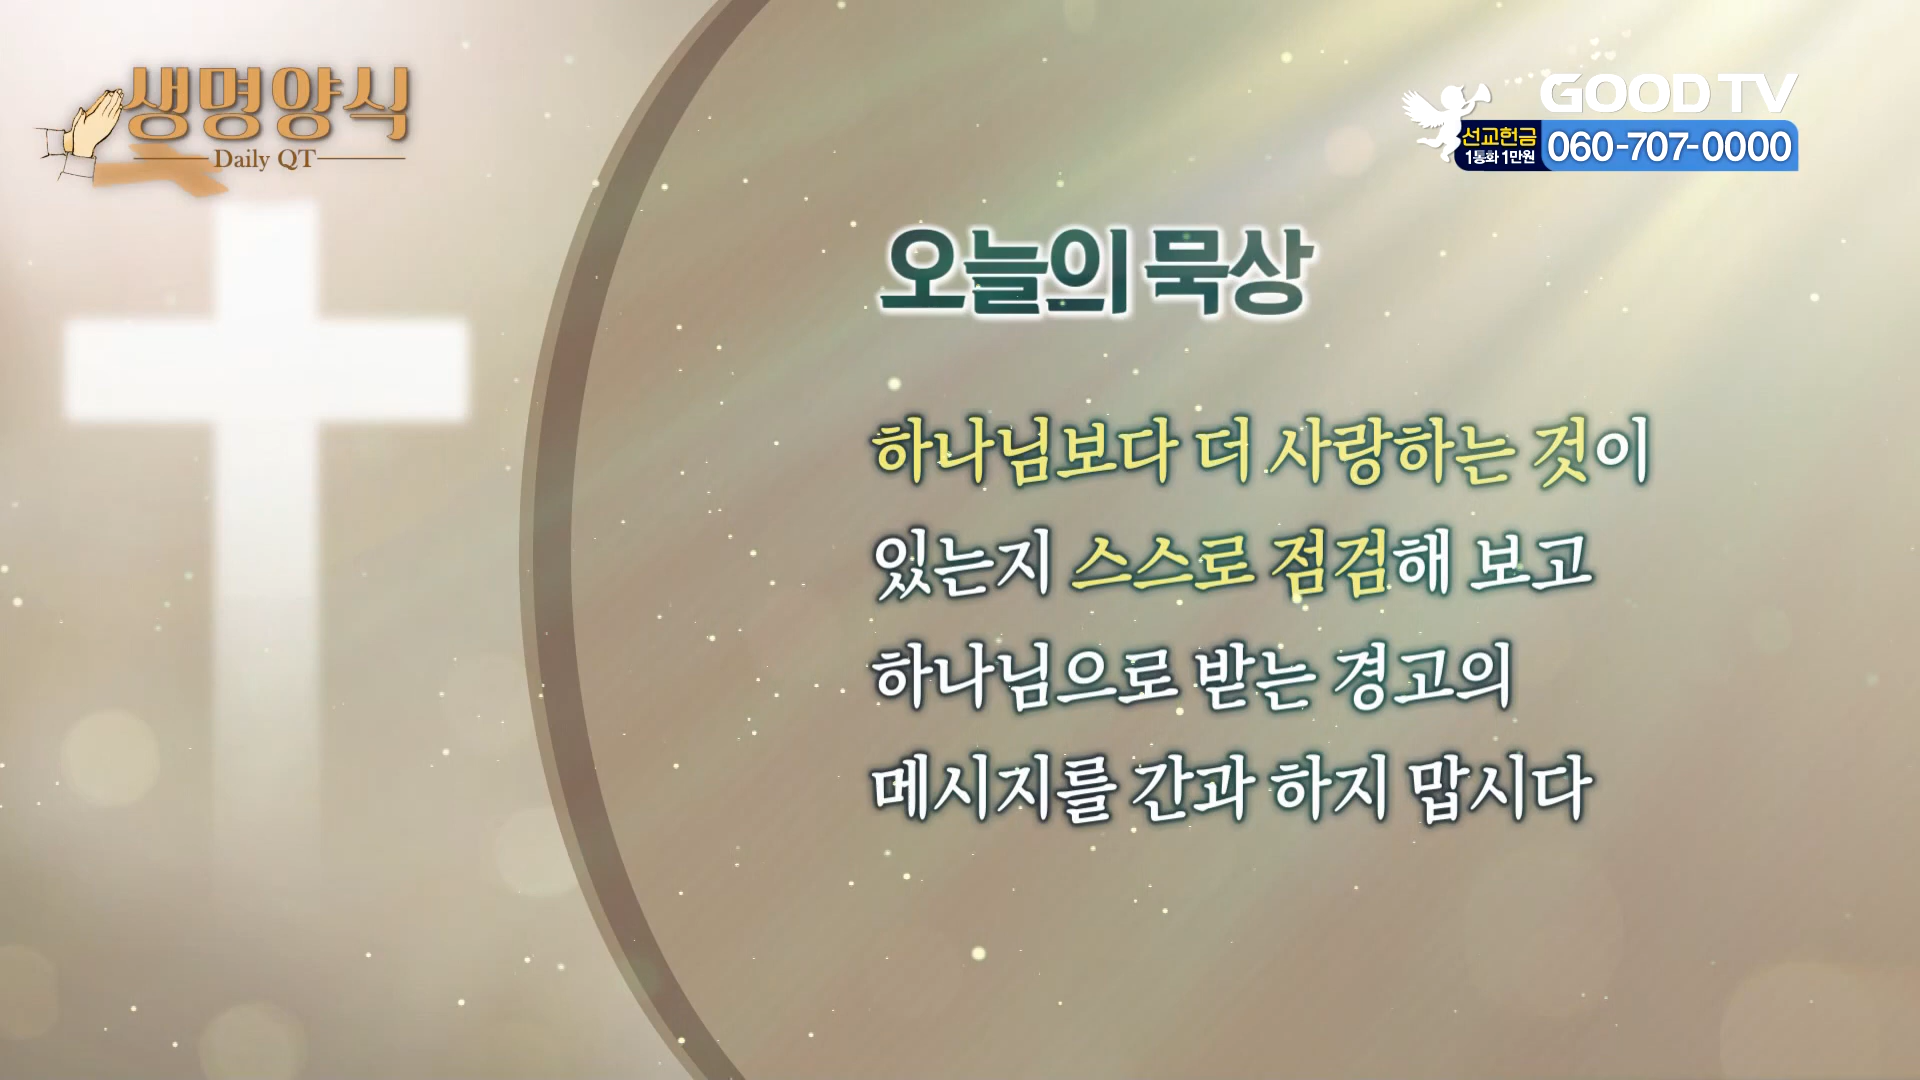 생명양식
Daily QT
GOODTV
선교헌금
1통화 1만원
060-707-0000
오늘의 묵상
하나님보다 더 사랑하는 것이
있는지 스스로 점검해 보고
하나님으로 받는 경고의
메시지를 간과 하지 맙시다